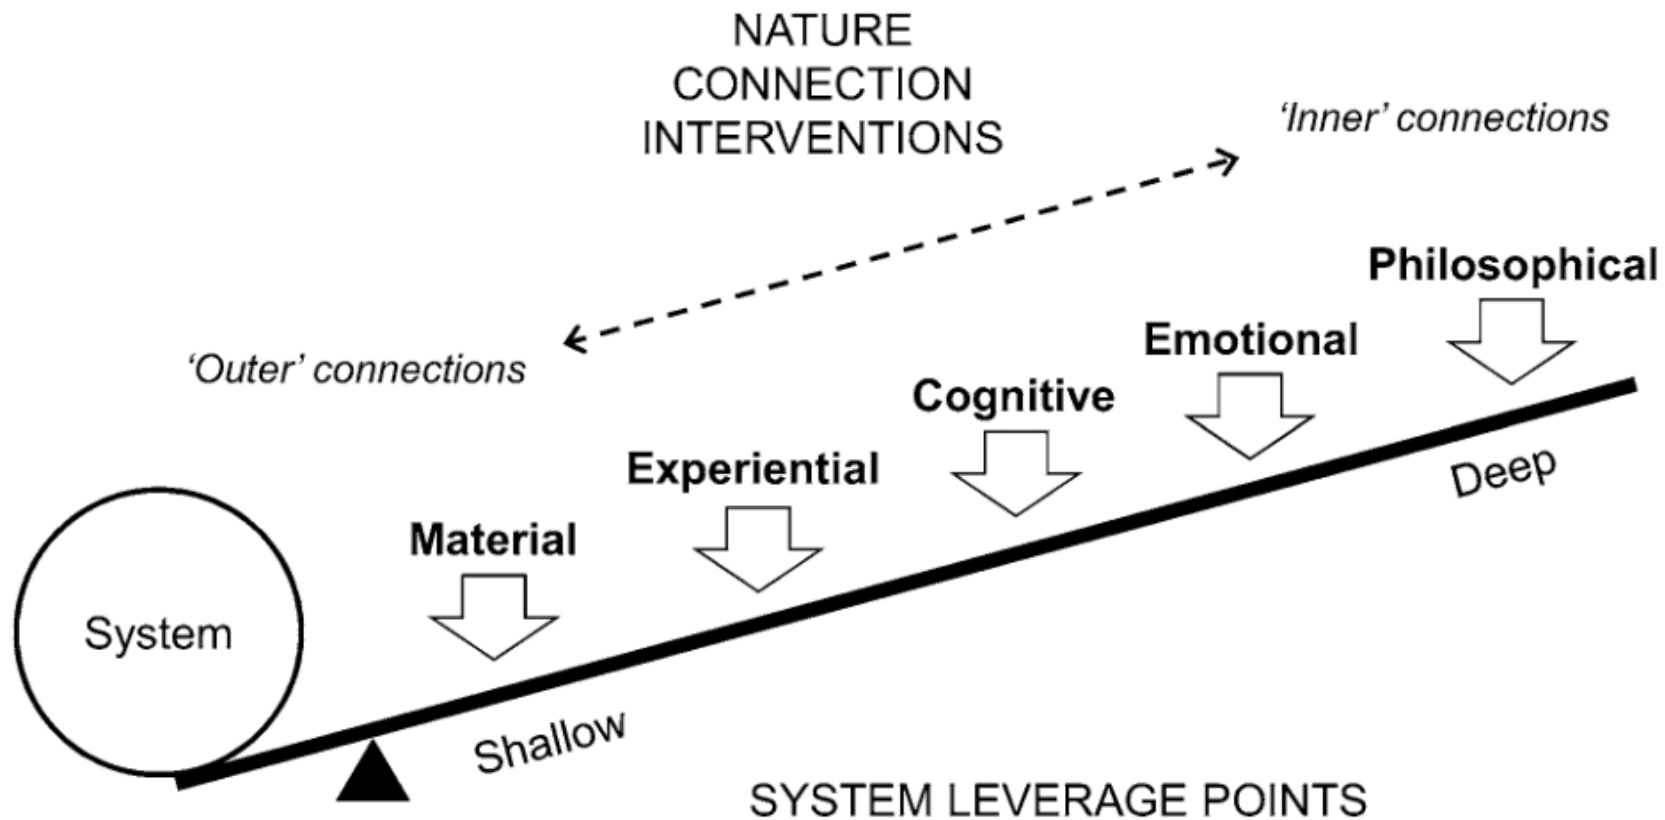 NATURE
CONNECTION
INTERVENTIONS
‘Inner’ connections
‘Outer’ connections
Philosophical
Emotional
Cognitive
Experiential
Material
System
Deep
Shallow
SYSTEM LEVERAGE POINTS